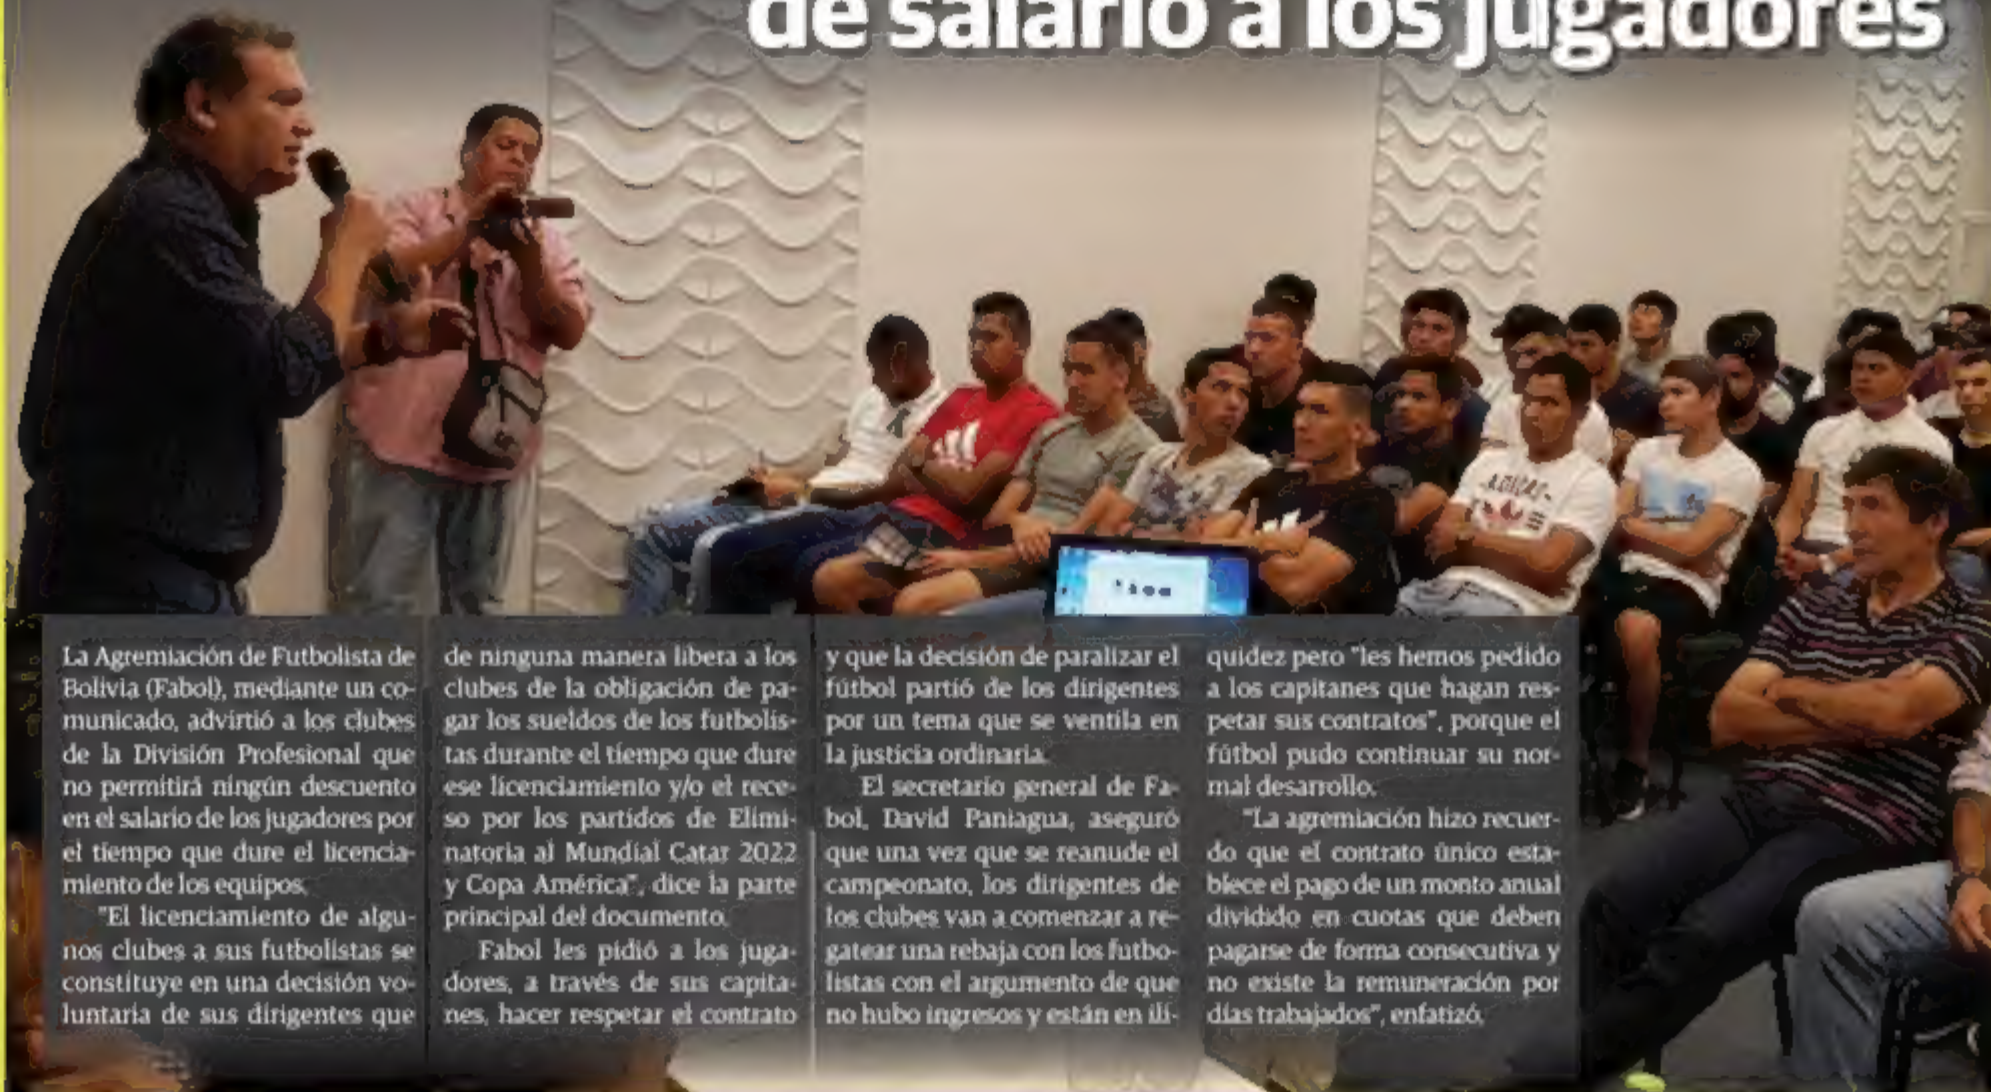 de salario a los jugadores
ADIDAS
La Agremiación de Futbolista de
Bolivia (Fabol), mediante un co-
municado, advirtió a los clubes
de la División Profesional que
no permitirá ningún descuento
en el salario de los jugadores por
el tiempo que dure el licencia-
miento de los equipos.
"El licenciamiento de algu-
nos clubes a sus futbolistas se
constituye en una decisión vo-
luntaria de sus dirigentes que
de ninguna manera libera a los
clubes de la obligación de pa-
gar los sueldos de los futbolis-
tas durante el tiempo que dure
ese licenciamiento y/o el rece-
so por los partidos de Elimi-
natoria al Mundial Catar 2022
y Copa América", dice la parte
principal del documento.
Fabol les pidió a los juga-
dores, a través de sus capita-
nes, hacer respetar el contrato
y que la decisión de paralizar el
fútbol partió de los dirigentes
por un tema que se ventila en
la justicia ordinaria.
El secretario general de Fa-
bol, David Paniagua, aseguró
que una vez que se reanude el
campeonato, los dirigentes de
los clubes van a comenzar a re-
gatear una rebaja con los futbo-
listas con el argumento de que
no hubo ingresos y están en ilí-
quidez pero "les hemos pedido
a los capitanes que hagan res-
petar sus contratos", porque el
fútbol pudo continuar su nor-
mal desarrollo.
"La agremiación hizo recuer-
do que el contrato único esta-
blece el pago de un monto anual
dividido en cuotas que deben
pagarse de forma consecutiva y
no existe la remuneración por
días trabajados", enfatizó.